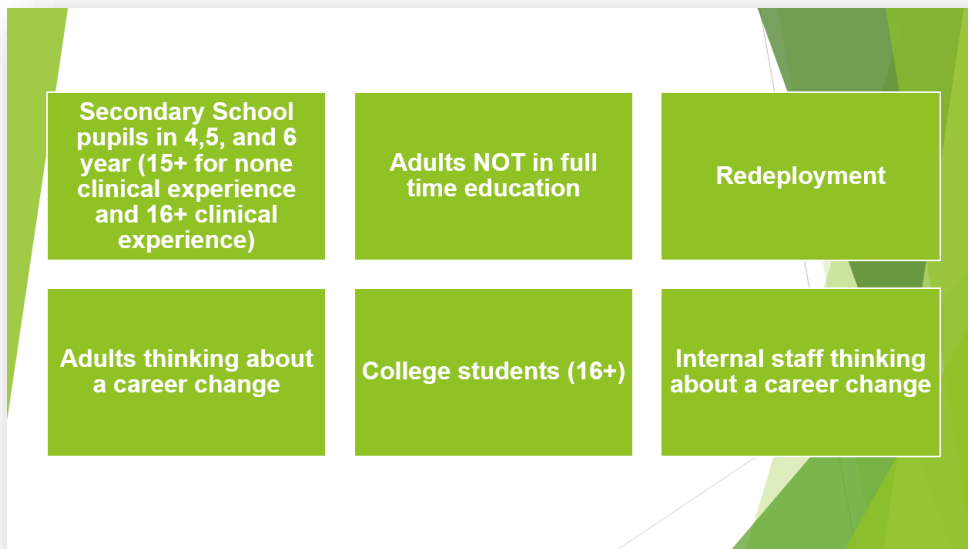 Secondary School
pupils in 4,5, and 6
year (15+ for none
clinical experience
and 16+ clinical
experience)
Adults NOT in full
time education
Redeployment
Adults thinking about
a career change
College students (16+)
Internal staff thinking
about a career change